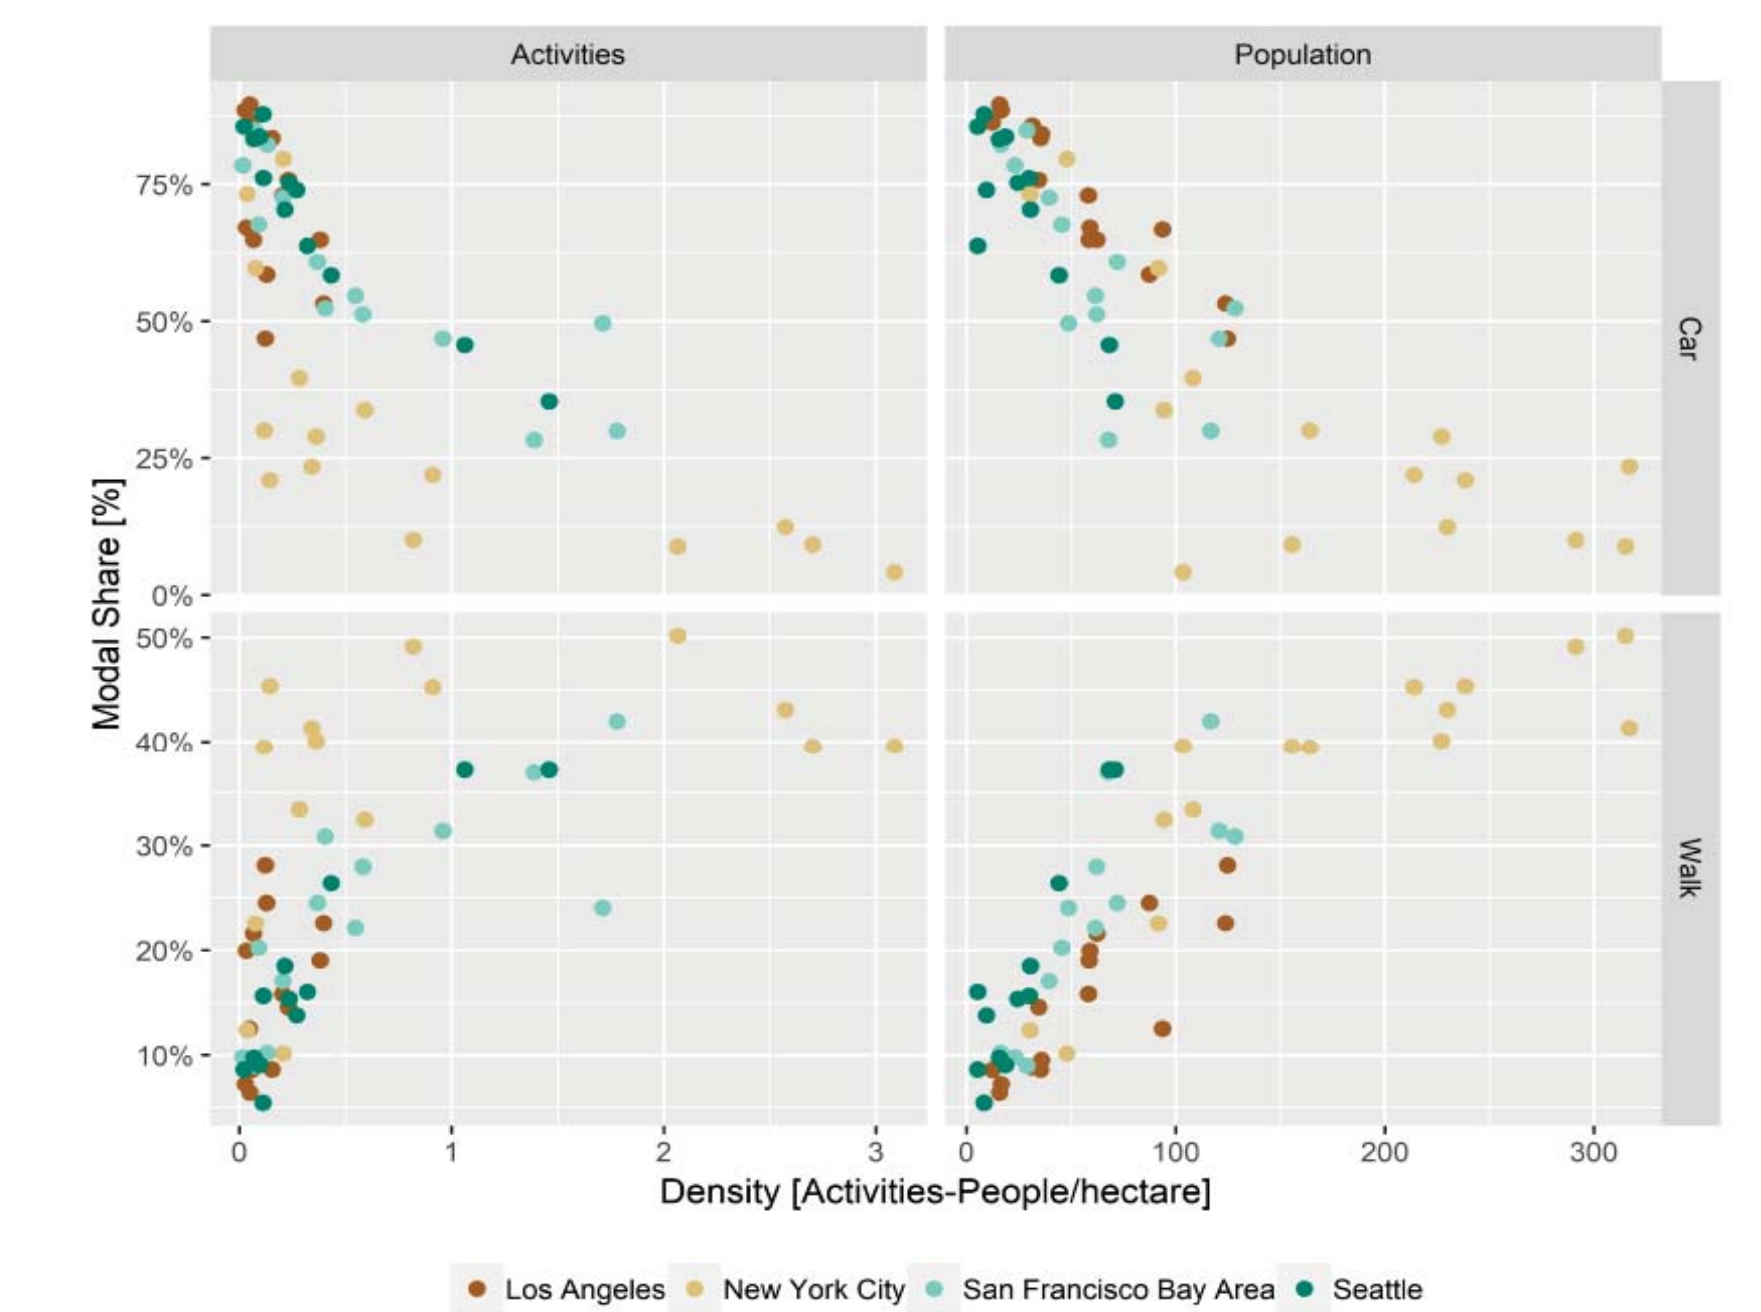 Activities
Population
75%
50%
25%
0%
Car
Modal Share [%]
50%
40%
30%
20%
10%
Walk
0 1 2 3
0 100 200 300
Density [Activities-People/hectare]
Los Angeles New York City San Francisco Bay Area Seattle